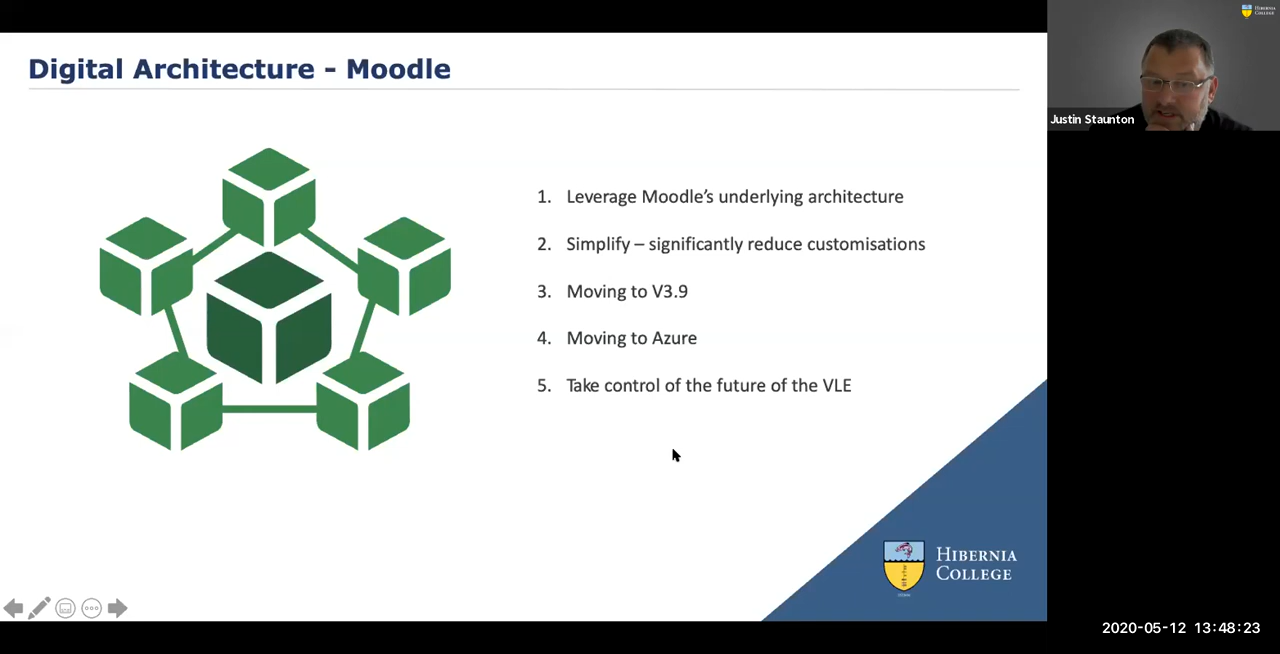 Digital Architecture - Moodle
1. Leverage Moodle's underlying architecture
2. Simplify – significantly reduce customisations
3. Moving to V3.9
4. Moving to Azure
5. Take control of the future of the VLE
HIBERNIA
COLLEGE
HIBERNIA
COLLEGE
Justin Staunton
2020-05-12 13:48:23